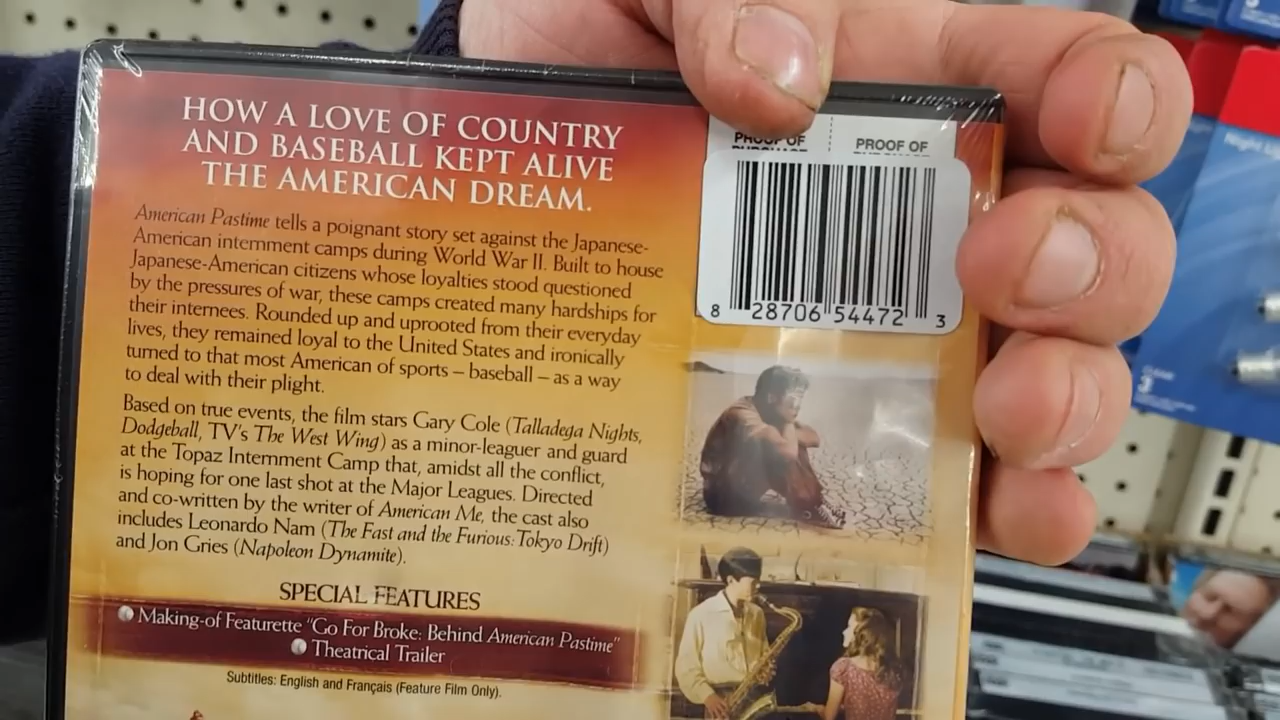 HOW A LOVE OF COUNTRY
AND BASEBALL KEPT ALIVE
THE AMERICAN DREAM.
American Pastime tells a poignant story set against the Japanese-
American internment camps during World War II. Built to house
Japanese-American citizens whose loyalties stood questioned
by the pressures of war, these camps created many hardships for
their internees. Rounded up and uprooted from their everyday
lives, they remained loyal to the United States and ironically
turned to that most American of sports – baseball – as a way
to deal with their plight.
Based on true events, the film stars Gary Cole (Talladega Nights,
Dodgeball, TV's The West Wing) as a minor-leaguer and guard
at the Topaz Internment Camp that, amidst all the conflict,
is hoping for one last shot at the Major Leagues. Directed
and co-written by the writer of American Me, the cast also
includes Leonardo Nam (The Fast and the Furious: Tokyo Drift)
and Jon Gries (Napoleon Dynamite).
SPECIAL FEATURES
Making-of Featurette "Go For Broke: Behind American Pastime"
Theatrical Trailer
Subtitles: English and Français (Feature Film Only).
PROOF OF
PURCHASE
PROOF OF
8 28706 54472 3